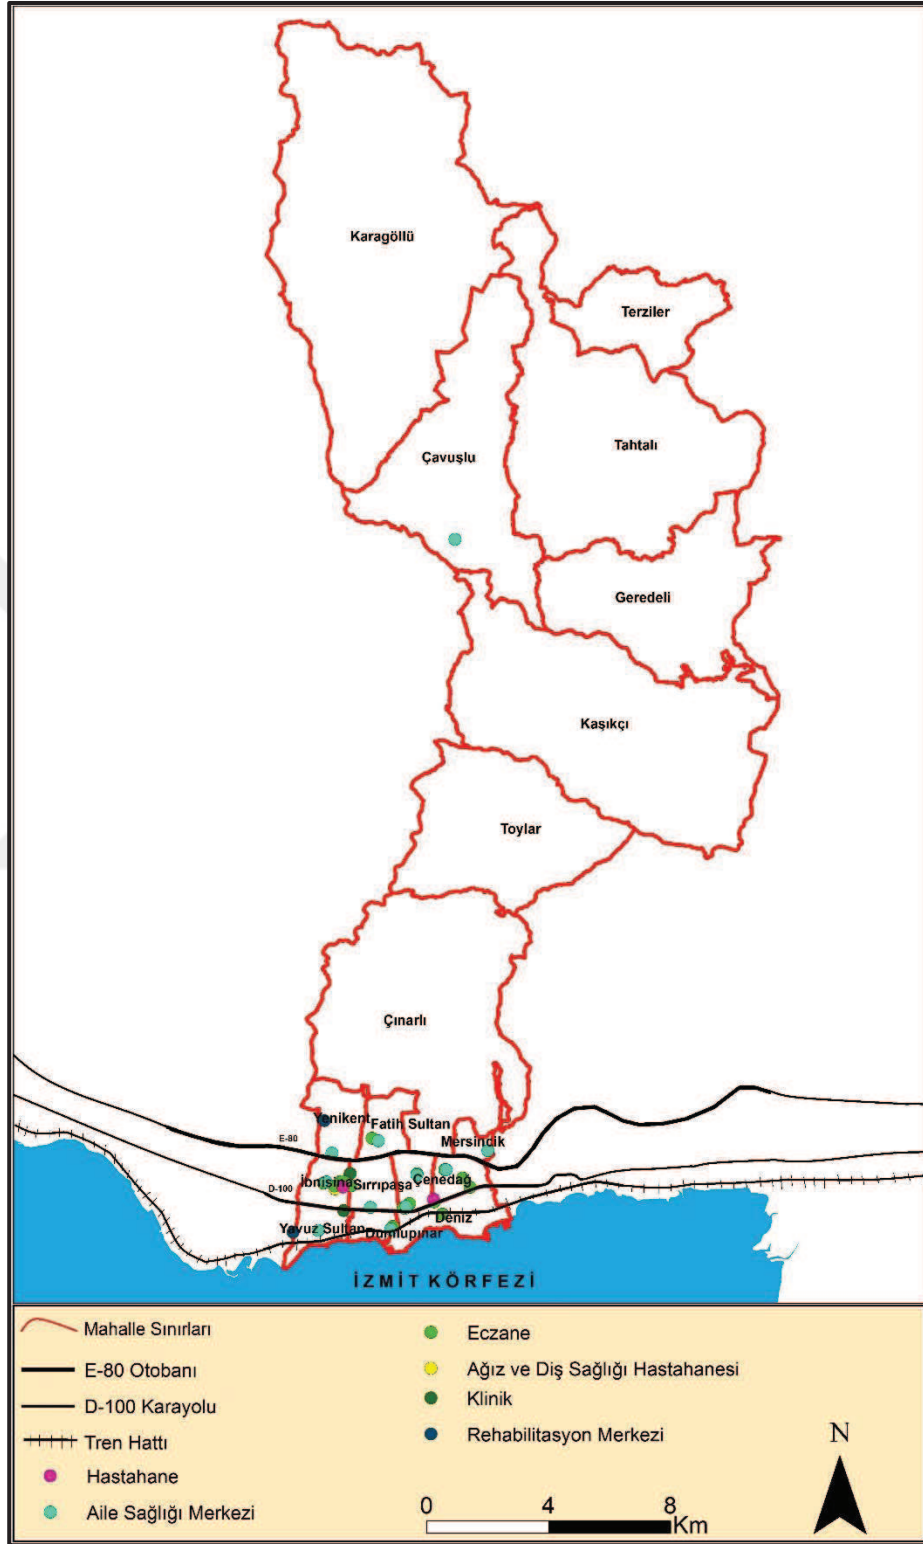 Karagöllü
Terziler
Tahtalı
Çavuşlu
Geredeli
Kaşıkçı
Toylar
Çınarlı
Yenikent
Fatih Sultan
E-80
Mersincik
D-100
İbnisina
Sırrıpaşa
Çenedağ
Yavuz Sultan
Dumlupınar
Deniz
İZMİT KÖRFEZİ
Mahalle Sınırları
E-80 Otobanı
D-100 Karayolu
Tren Hattı
Hastahane
Aile Sağlığı Merkezi
Eczane
Ağız ve Diş Sağlığı Hastahanesi
Klinik
Rehabilitasyon Merkezi
N
0 4 8
Km